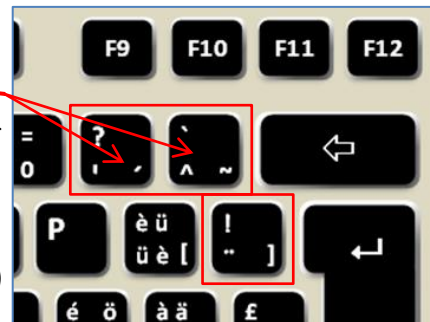 F9 F10 F11 F12
= ? `
0 ' ´ ^ ~
P è ü !
ü è [ ¨ ]
é ö à ä £
)